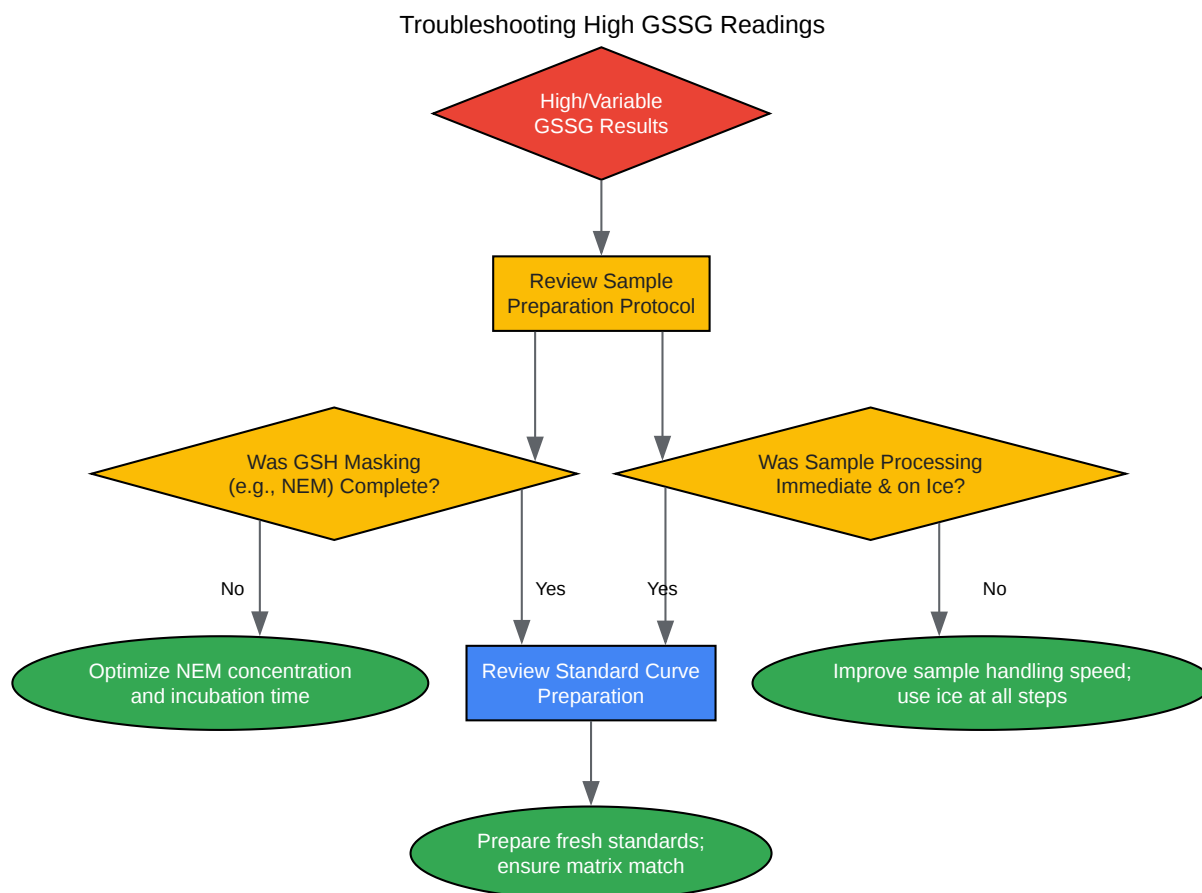 Troubleshooting High GSSG Readings
High/Variable
GSSG Results
Review Sample
Preparation Protocol
Was GSH Masking
(e.g., NEM) Complete?
Was Sample Processing
Immediate & on Ice?
No
Yes
Yes
No
Optimize NEM concentration
and incubation time
Review Standard Curve
Preparation
Improve sample handling speed;
use ice at all steps
Prepare fresh standards;
ensure matrix match